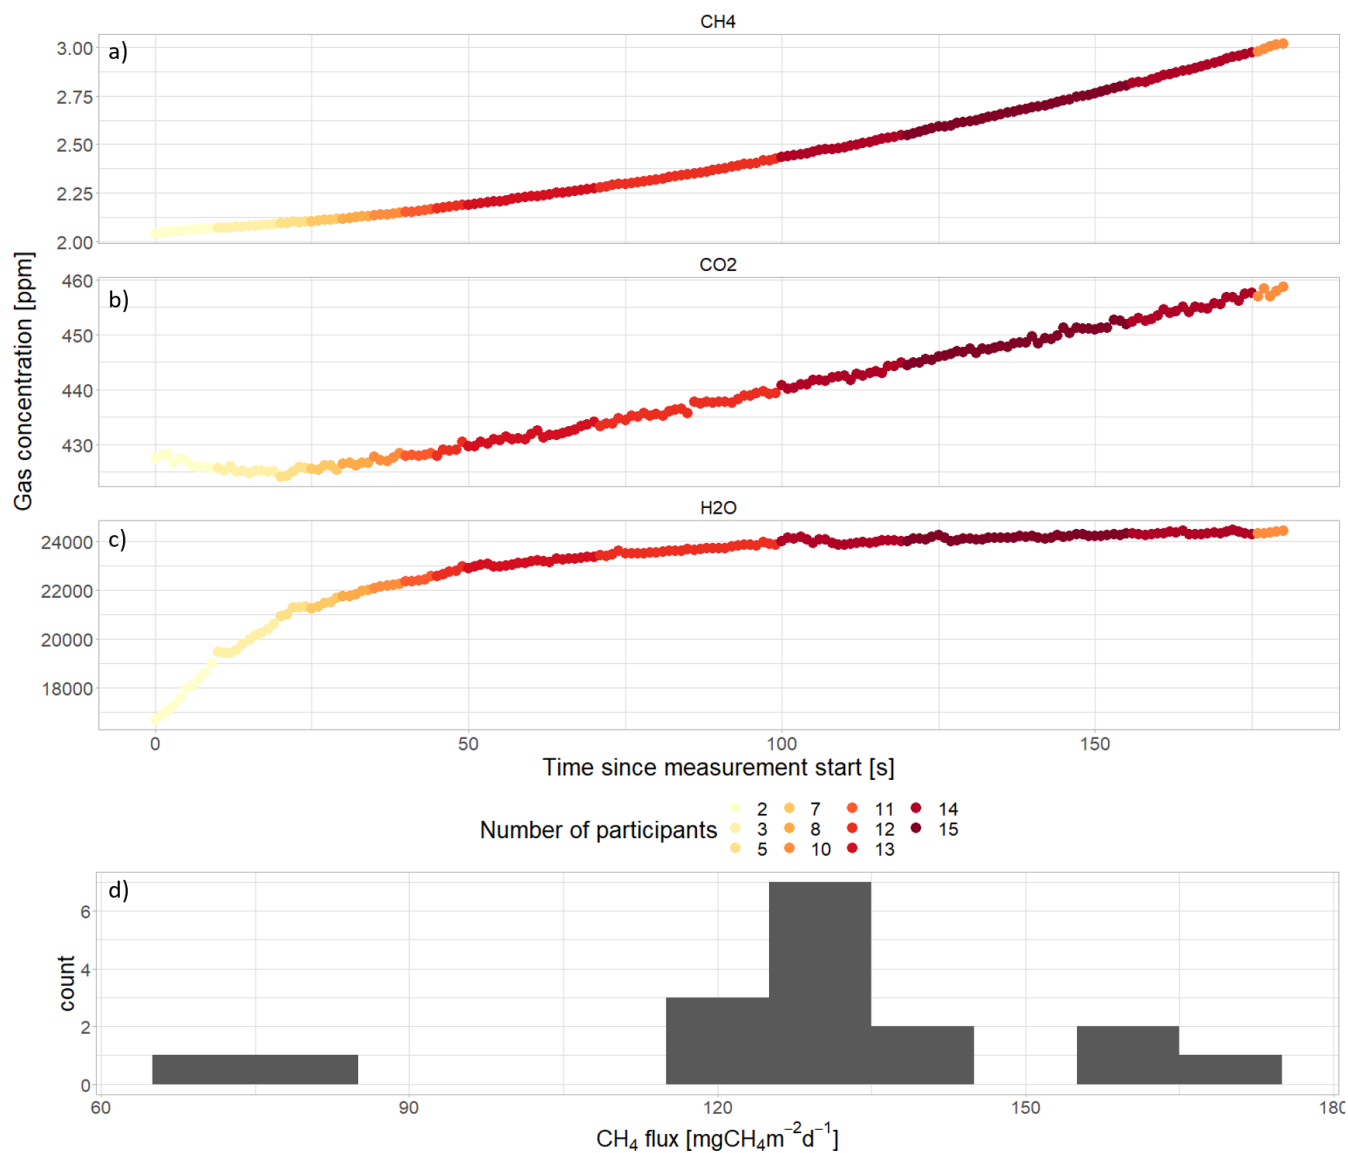 CH4
a)
3.00
2.75
2.50
2.25
2.00
CO2
b)
460
450
440
430
Gas concentration [ppm]
H2O
c)
24000
22000
20000
18000
0 50 100 150
Time since measurement start [s]
Number of participants
2 7 11 14
3 8 12 15
5 10 13
d)
6
4
2
0
count
60 90 120 150 180
CH₄ flux [mgCH₄m⁻²d⁻¹]